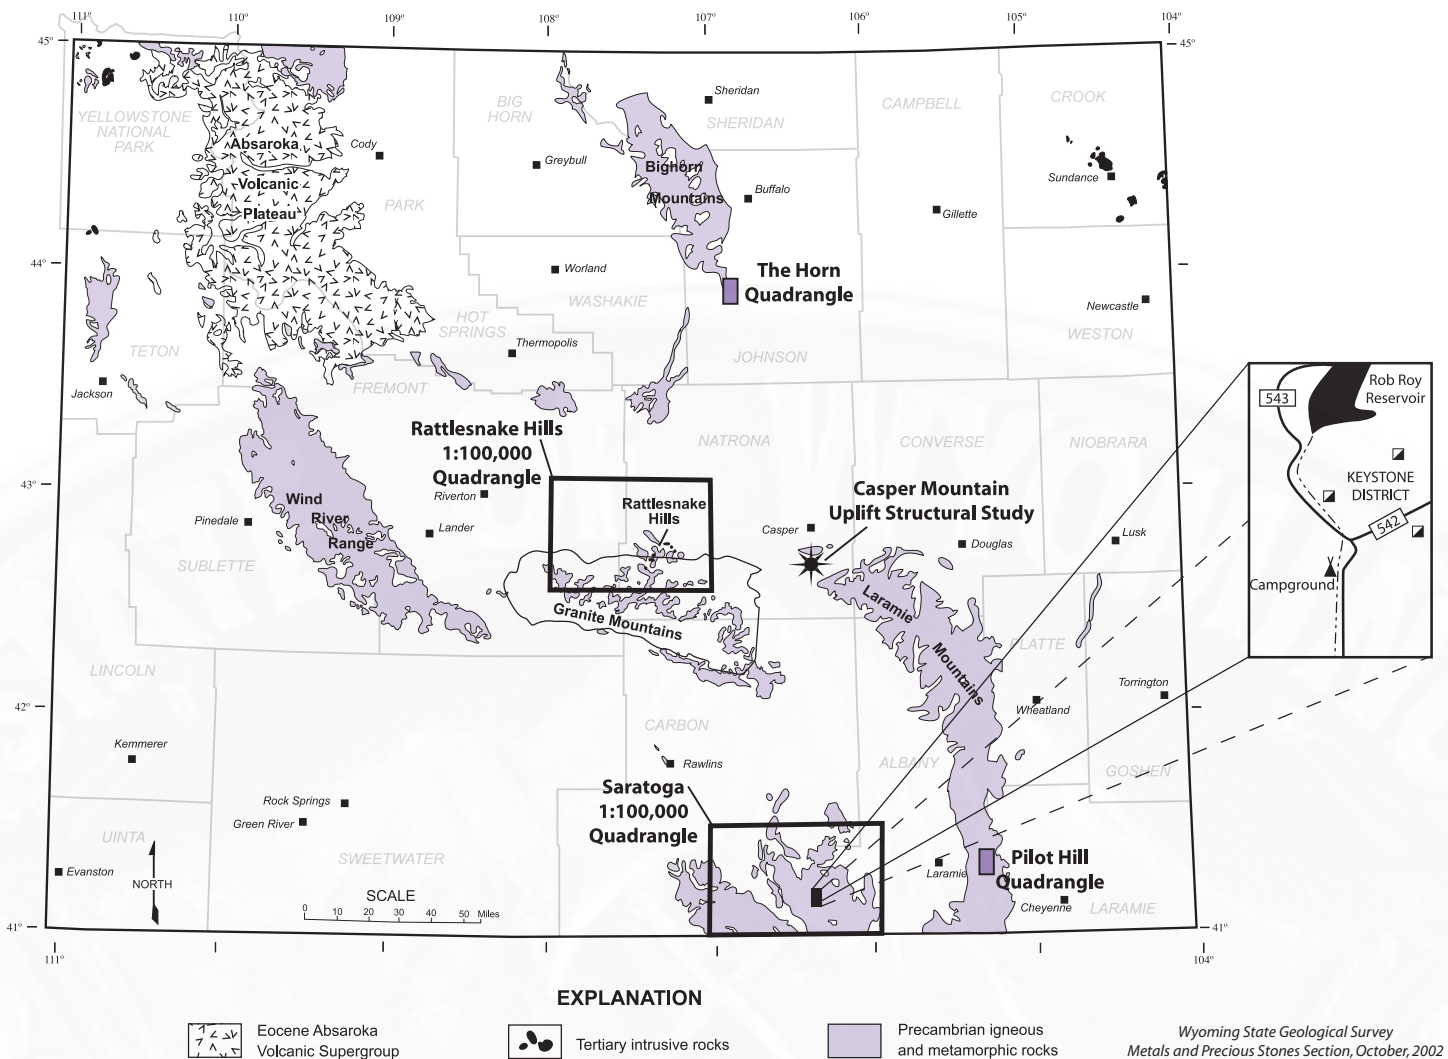 111°
110°
109°
108°
107°
106°
105°
104°
45°
45°
YELLOWSTONE
NATIONAL
PARK
Absaroka
Volcanic
Plateau
Cody
PARK
BIG
HORN
Greybull
Sheridan
SHERIDAN
Bighorn
Mountains
Buffalo
CAMPBELL
Gillette
CROOK
Sundance
44°
Worland
WASHAKIE
The Horn
Quadrangle
Newcastle
WESTON
HOT
SPRINGS
Thermopolis
JOHNSON
TETON
Jackson
FREMONT
Rattlesnake Hills
1:100,000
Quadrangle
Riverton
NATRONA
CONVERSE
NIOBRARA
43°
Wind
River
Range
Pinedale
Lander
SUBLETTE
Rattlesnake
Hills
Granite Mountains
Casper
Casper Mountain
Uplift Structural Study
Douglas
Lusk
Laramie
Mountains
PLATTE
543
Rob Roy
Reservoir
KEYSTONE
DISTRICT
542
Campground
LINCOLN
42°
Kemmerer
CARBON
Rawlins
ALBANY
Wheatland
Torrington
GOSHEN
Saratoga
1:100,000
Quadrangle
Rock Springs
Green River
UINTA
Evanston
NORTH
SWEETWATER
SCALE
0 10 20 30 40 50 Miles
Laramie
Pilot Hill
Quadrangle
Cheyenne
LARAMIE
41°
41°
111°
104°
EXPLANATION
Eocene Absaroka
Volcanic Supergroup
Tertiary intrusive rocks
Precambrian igneous
and metamorphic rocks
Wyoming State Geological Survey
Metals and Precious Stones Section, October, 2002